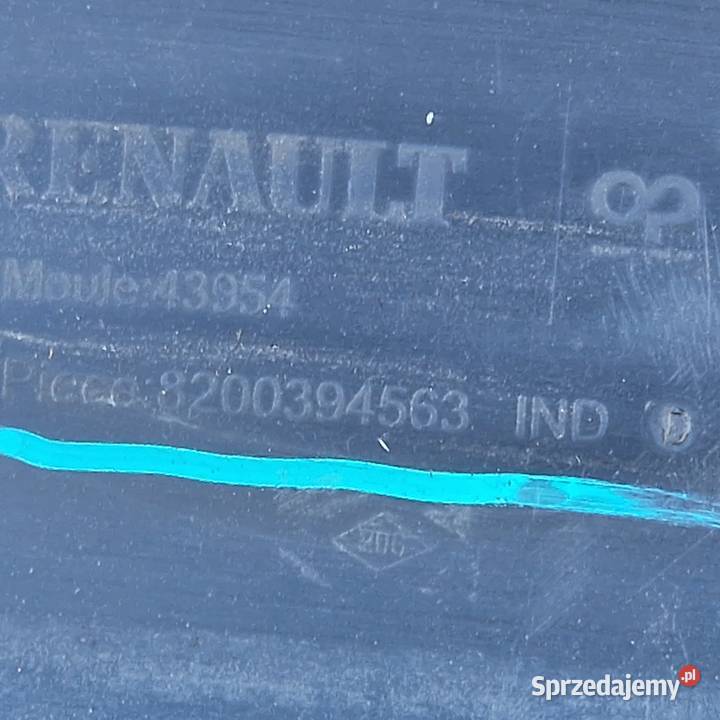 RENAULT
Moule:43954
Piece:8200394563 IND D
Sprzedajemy.pl